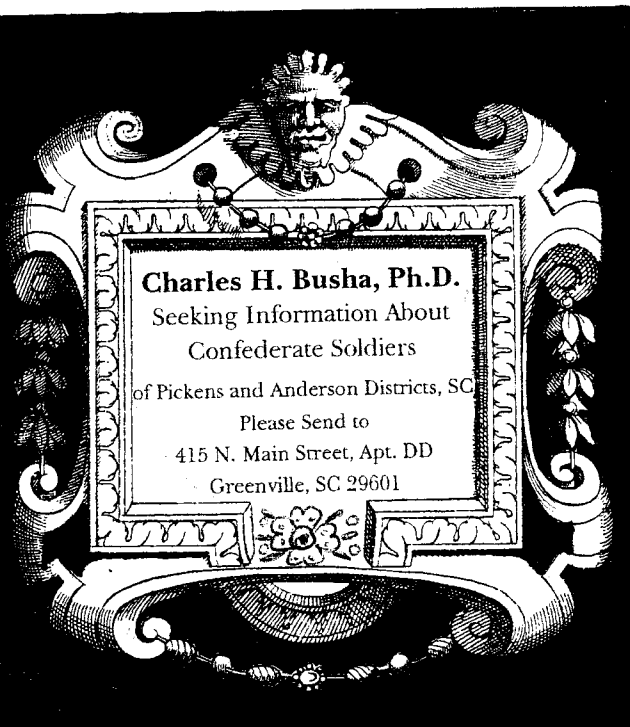 Charles H. Busha, Ph.D.
Seeking Information About
Confederate Soldiers
of Pickens and Anderson Districts, SC
Please Send to
415 N. Main Street, Apt. DD
Greenville, SC 29601